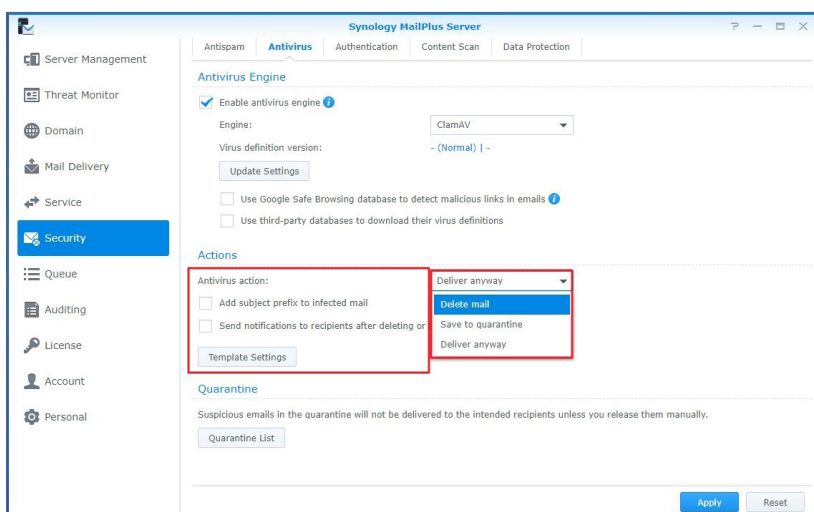 Synology MailPlus Server
Server Management
Threat Monitor
Domain
Mail Delivery
Service
Security
Queue
Auditing
License
Account
Personal
Antispam Antivirus Authentication Content Scan Data Protection
Antivirus Engine
Enable antivirus engine
Engine: ClamAV
Virus definition version: - (Normal) | -
Update Settings
Use Google Safe Browsing database to detect malicious links in emails
Use third-party databases to download their virus definitions
Actions
Antivirus action: Deliver anyway
Add subject prefix to infected mail
Send notifications to recipients after deleting or
Delete mail
Save to quarantine
Deliver anyway
Template Settings
Quarantine
Suspicious emails in the quarantine will not be delivered to the intended recipients unless you release them manually.
Quarantine List
Apply Reset